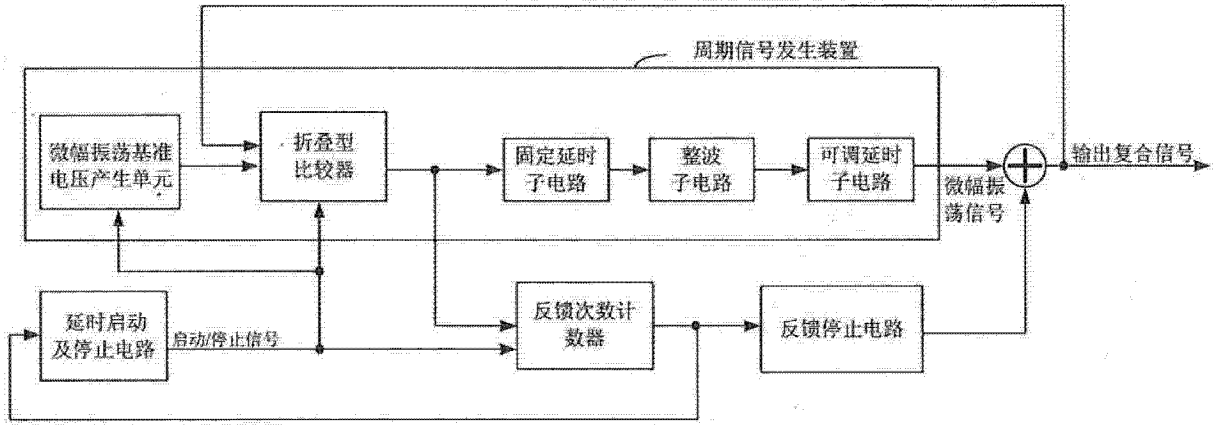 周期信号发生装置
微幅振荡基准
电压产生单元
折叠型
比较器
固定延时
子电路
整波
子电路
可调延时
子电路
微幅振
荡信号
输出复合信号
延时启动
及停止电路
启动/停止信号
反馈次数计
数器
反馈停止电路